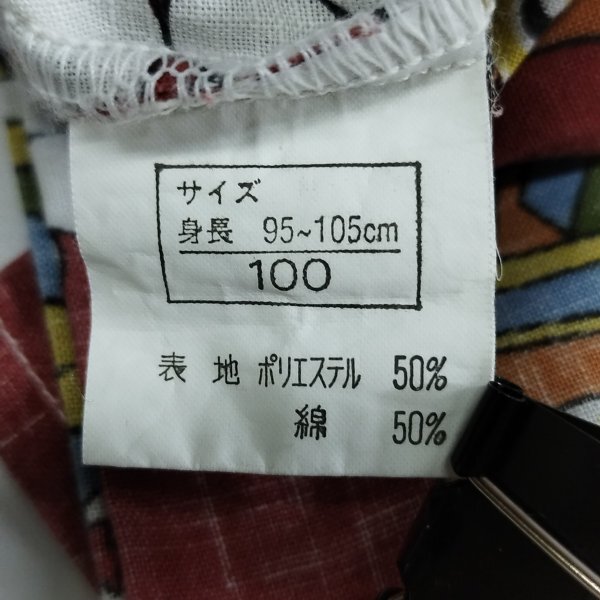 サイズ
身長 95~105cm
100
表地 ポリエステル 50%
綿 50%